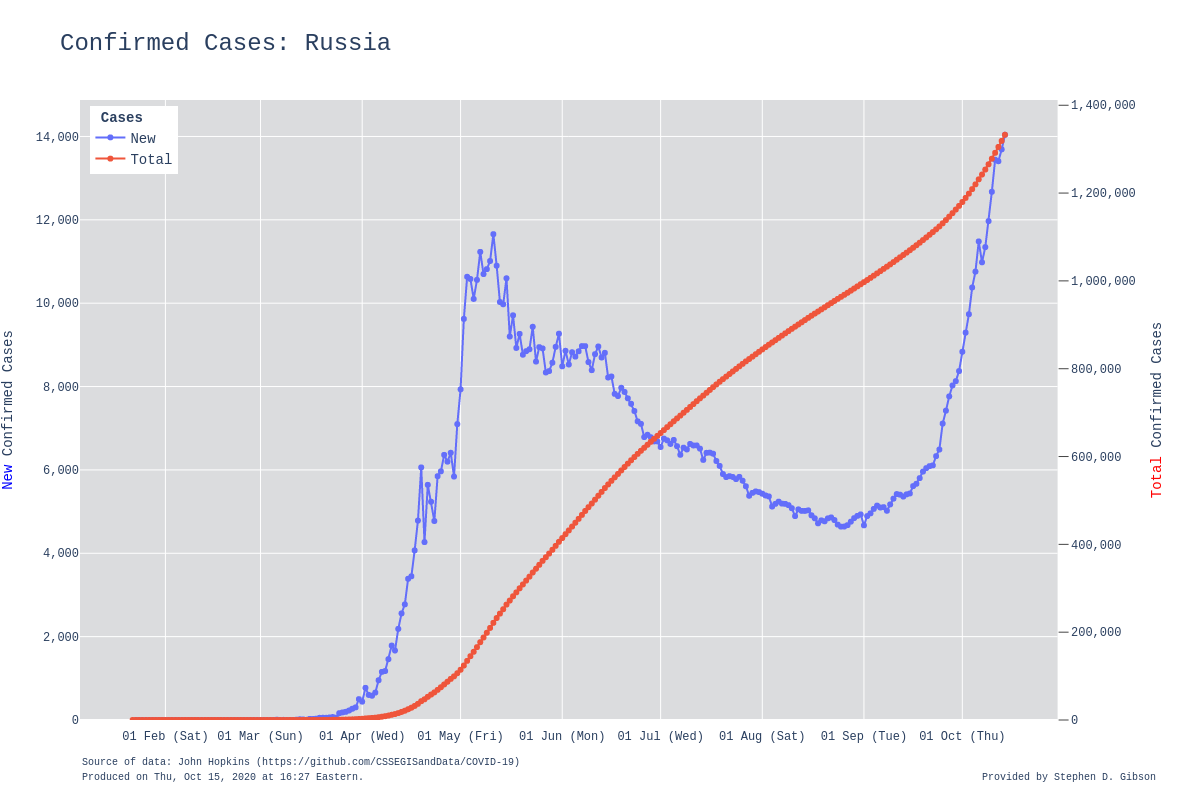 Confirmed Cases: Russia
Cases
New
Total
14,000
12,000
10,000
8,000
6,000
4,000
2,000
0
New Confirmed Cases
1,400,000
1,200,000
1,000,000
800,000
600,000
400,000
200,000
0
Total Confirmed Cases
01 Feb (Sat) 01 Mar (Sun) 01 Apr (Wed) 01 May (Fri) 01 Jun (Mon) 01 Jul (Wed) 01 Aug (Sat) 01 Sep (Tue) 01 Oct (Thu)
Source of data: John Hopkins (https://github.com/CSSEGISandData/COVID-19)
Produced on Thu, Oct 15, 2020 at 16:27 Eastern.
Provided by Stephen D. Gibson